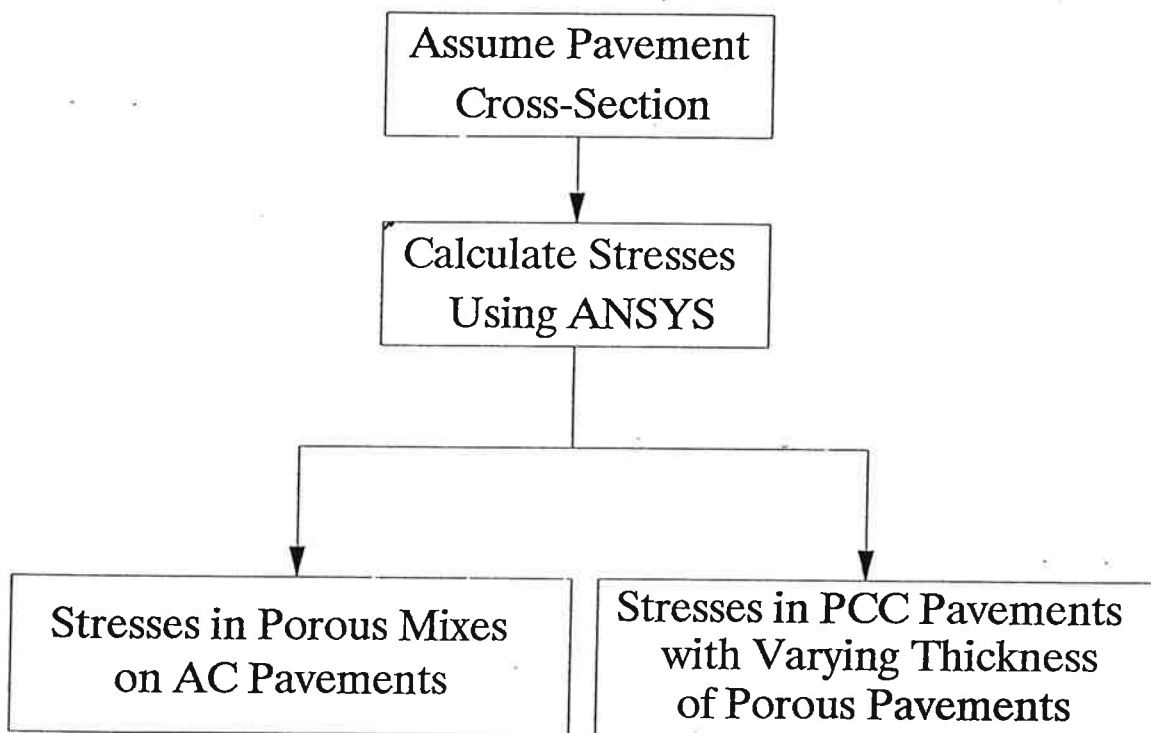 Assume Pavement
Cross-Section
Calculate Stresses
Using ANSYS
Stresses in Porous Mixes
on AC Pavements
Stresses in PCC Pavements
with Varying Thickness
of Porous Pavements